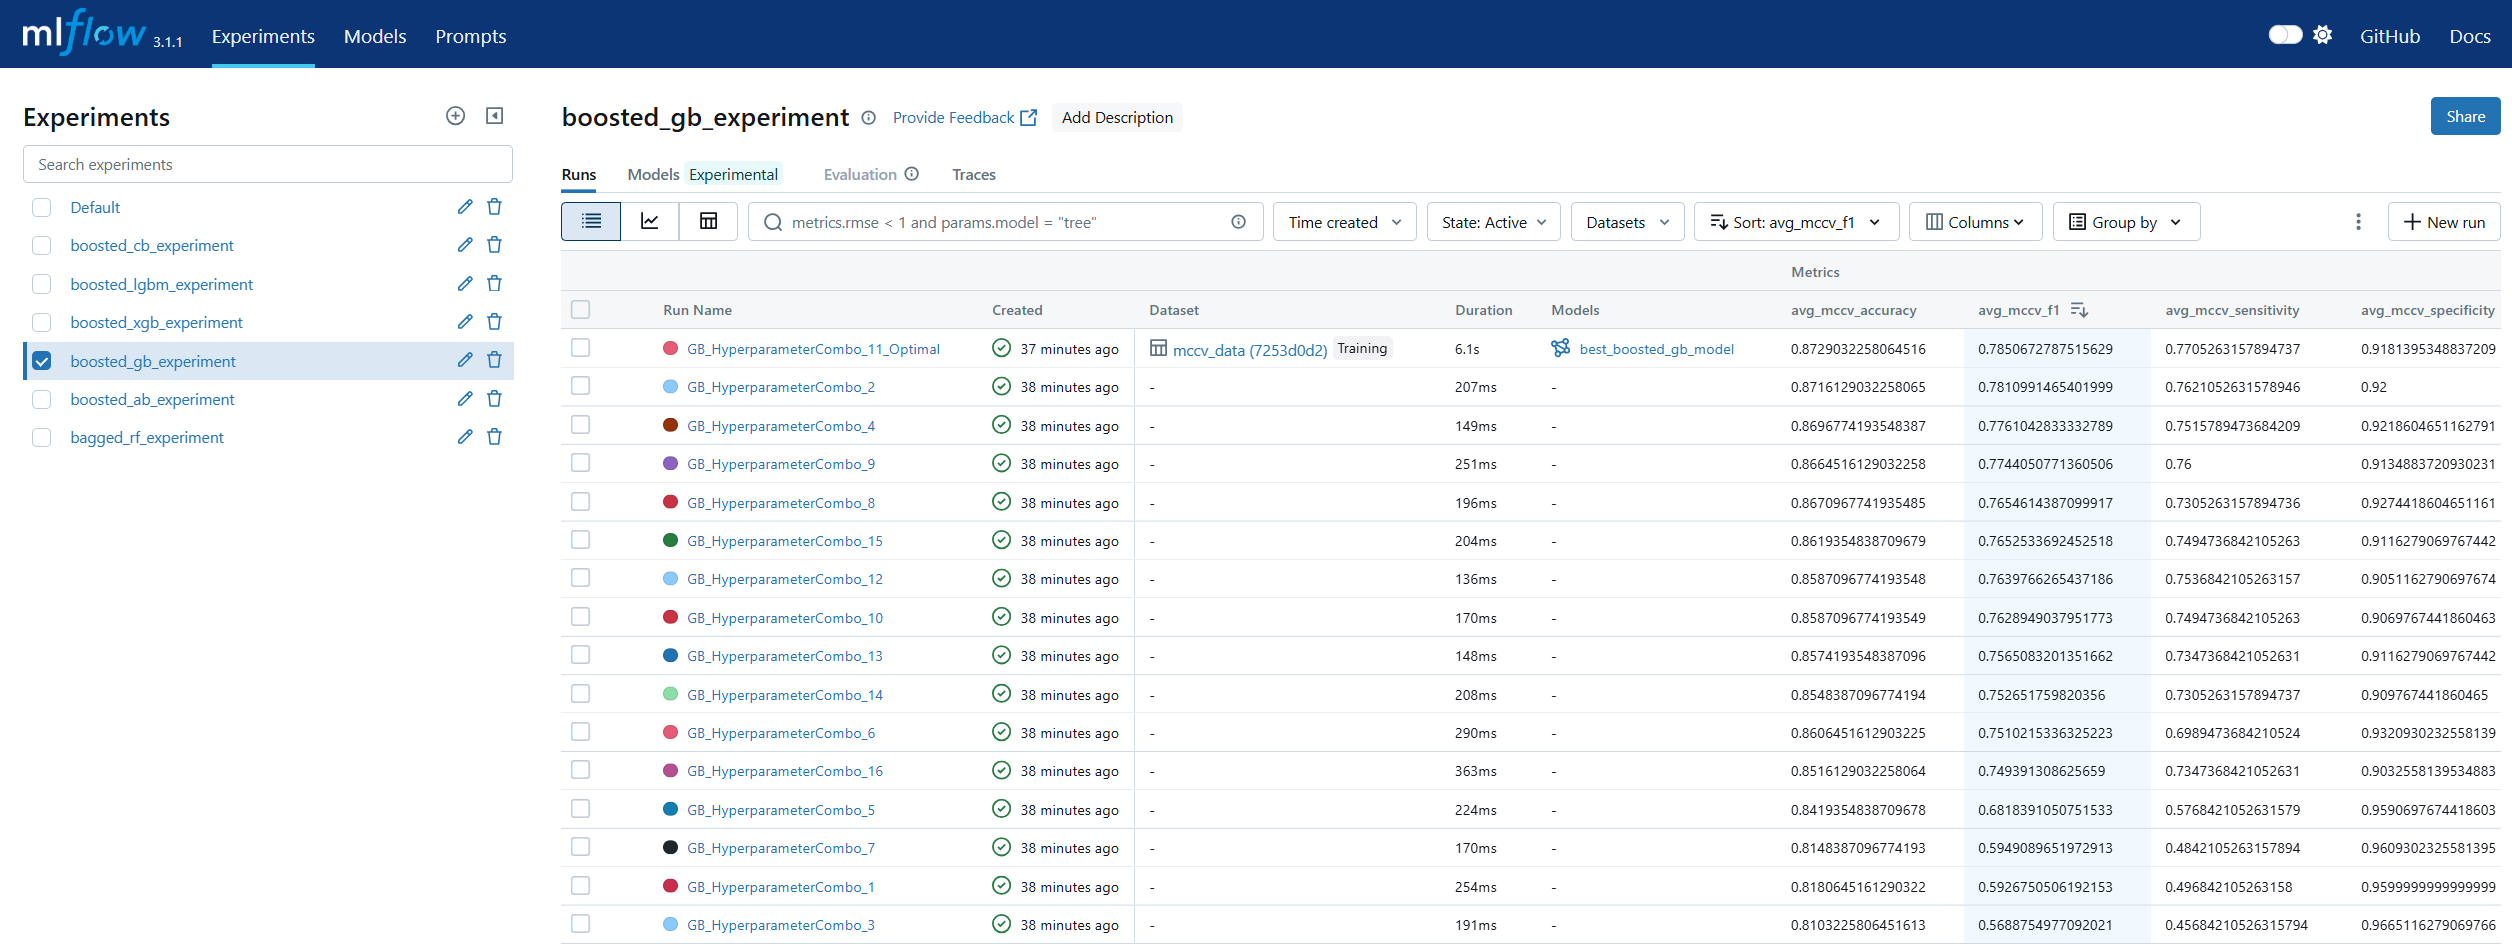 mlflow 3.1.1 Experiments Models Prompts GitHub Docs
Experiments
Search experiments
Default
boosted_cb_experiment
boosted_lgbm_experiment
boosted_xgb_experiment
boosted_gb_experiment
boosted_ab_experiment
bagged_rf_experiment
boosted_gb_experiment Provide Feedback Add Description Share
Runs Models Experimental Evaluation Traces
metrics.rmse < 1 and params.model = "tree" Time created State: Active Datasets Sort: avg_mccv_f1 Columns Group by New run
Metrics
Run Name Created Dataset Duration Models avg_mccv_accuracy avg_mccv_f1 avg_mccv_sensitivity avg_mccv_specificity
GB_HyperparameterCombo_11_Optimal 37 minutes ago mccv_data (7253d0d2) Training 6.1s best_boosted_gb_model 0.8729032258064516 0.7850672787515629 0.7705263157894737 0.9181395348837209
GB_HyperparameterCombo_2 38 minutes ago - 207ms - 0.8716129032258065 0.7810991465401999 0.7621052631578946 0.92
GB_HyperparameterCombo_4 38 minutes ago - 149ms - 0.8696774193548387 0.7761042833332789 0.7515789473684209 0.9218604651162791
GB_HyperparameterCombo_9 38 minutes ago - 251ms - 0.8664516129032258 0.7744050771360506 0.76 0.9134883720930231
GB_HyperparameterCombo_8 38 minutes ago - 196ms - 0.8670967741935485 0.7654614387099917 0.7305263157894736 0.9274418604651161
GB_HyperparameterCombo_15 38 minutes ago - 204ms - 0.8619354838709679 0.7652533692452518 0.7494736842105263 0.9116279069767442
GB_HyperparameterCombo_12 38 minutes ago - 136ms - 0.8587096774193548 0.7639766265437186 0.7536842105263157 0.9051162790697674
GB_HyperparameterCombo_10 38 minutes ago - 170ms - 0.8587096774193549 0.7628949037951773 0.7494736842105263 0.9069767441860463
GB_HyperparameterCombo_13 38 minutes ago - 148ms - 0.8574193548387096 0.7565083201351662 0.7347368421052631 0.9116279069767442
GB_HyperparameterCombo_14 38 minutes ago - 208ms - 0.8548387096774194 0.752651759820356 0.7305263157894737 0.909767441860465
GB_HyperparameterCombo_6 38 minutes ago - 290ms - 0.8606451612903225 0.7510215336325223 0.6989473684210524 0.9320930232558139
GB_HyperparameterCombo_16 38 minutes ago - 363ms - 0.8516129032258064 0.749391308625659 0.7347368421052631 0.9032558139534883
GB_HyperparameterCombo_5 38 minutes ago - 224ms - 0.8419354838709678 0.6818391050751533 0.5768421052631579 0.9590697674418603
GB_HyperparameterCombo_7 38 minutes ago - 170ms - 0.8148387096774193 0.5949089651972913 0.4842105263157894 0.9609302325581395
GB_HyperparameterCombo_1 38 minutes ago - 254ms - 0.8180645161290322 0.5926750506192153 0.496842105263158 0.9599999999999999
GB_HyperparameterCombo_3 38 minutes ago - 191ms - 0.8103225806451613 0.5688754977092021 0.45684210526315794 0.9665116279069766